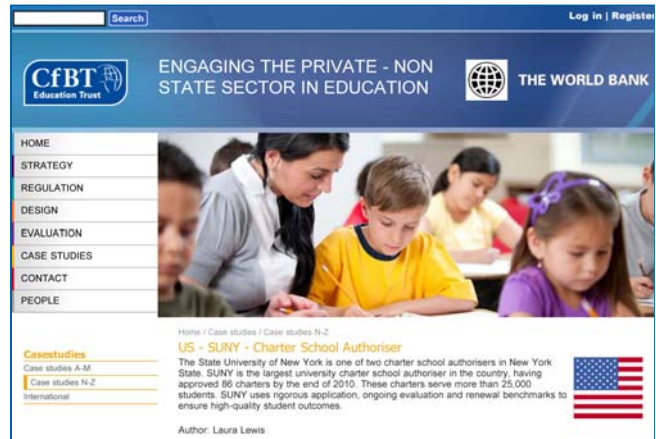 Search
Log in | Register
CfBT
Education Trust
ENGAGING THE PRIVATE - NON
STATE SECTOR IN EDUCATION
THE WORLD BANK
HOME
STRATEGY
REGULATION
DESIGN
EVALUATION
CASE STUDIES
CONTACT
PEOPLE
Home / Case studies / Case studies N-Z
Casestudies
Case studies A-M
Case studies N-Z
International
US - SUNY - Charter School Authoriser
The State University of New York is one of two charter school authorisers in New York
State. SUNY is the largest university charter school authoriser in the country, having
approved 86 charters by the end of 2010. These charters serve more than 25,000
students. SUNY uses rigorous application, ongoing evaluation and renewal benchmarks to
ensure high-quality student outcomes.
Author: Laura Lewis